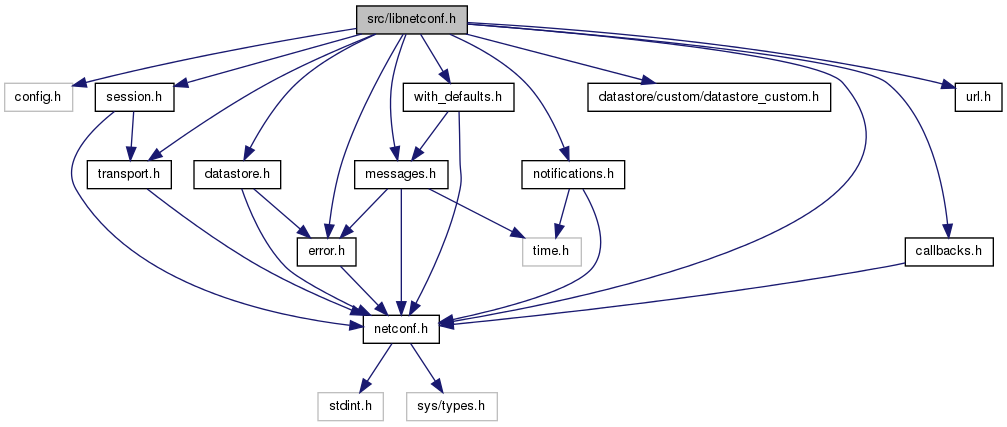 src/libnetconf.h
config.h
session.h
with_defaults.h
datastore/custom/datastore_custom.h
url.h
transport.h
datastore.h
messages.h
notifications.h
error.h
time.h
callbacks.h
netconf.h
stdint.h
sys/types.h